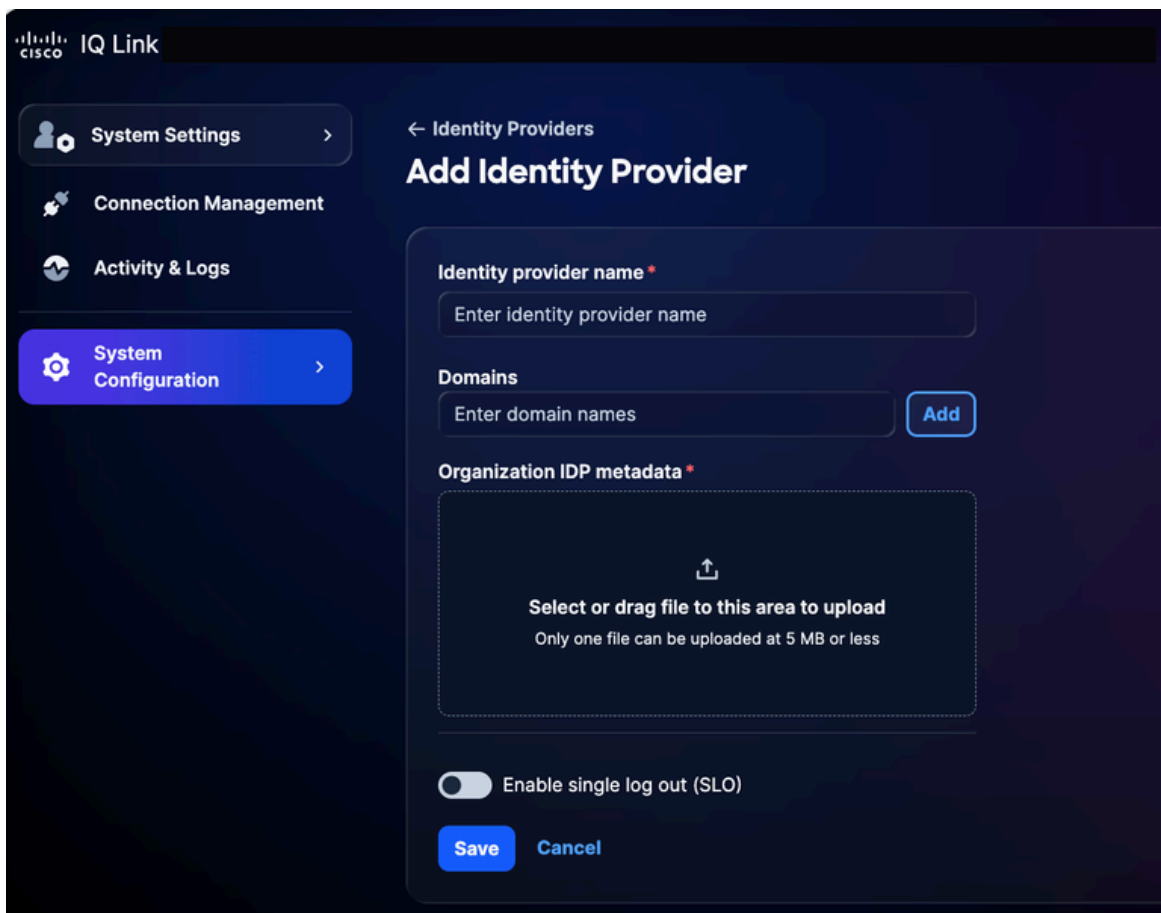 cisco IQ Link
System Settings
Connection Management
Activity & Logs
System
Configuration
← Identity Providers
Add Identity Provider
Identity provider name *
Enter identity provider name
Domains
Enter domain names
Add
Organization IDP metadata *
Select or drag file to this area to upload
Only one file can be uploaded at 5 MB or less
Enable single log out (SLO)
Save Cancel